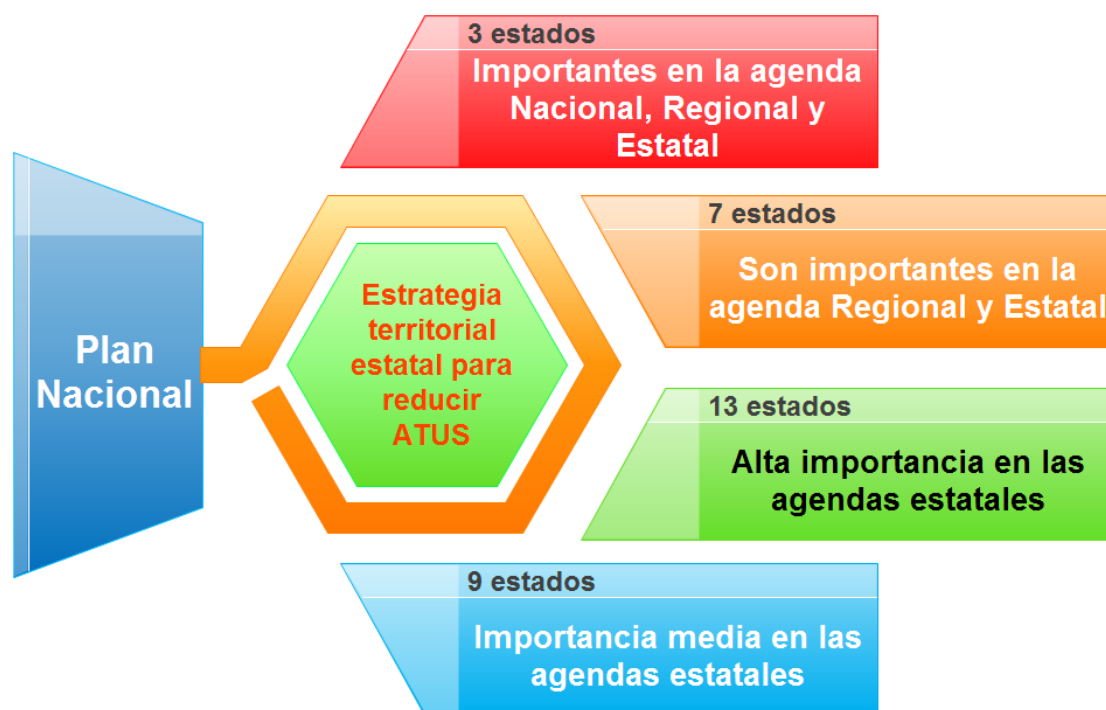 3 estados
Importantes en la agenda
Nacional, Regional y
Estatal
Plan
Nacional
Estrategia
territorial
estatal para
reducir
ATUS
7 estados
Son importantes en la
agenda Regional y Estatal
13 estados
Alta importancia en las
agendas estatales
9 estados
Importancia media en las
agendas estatales